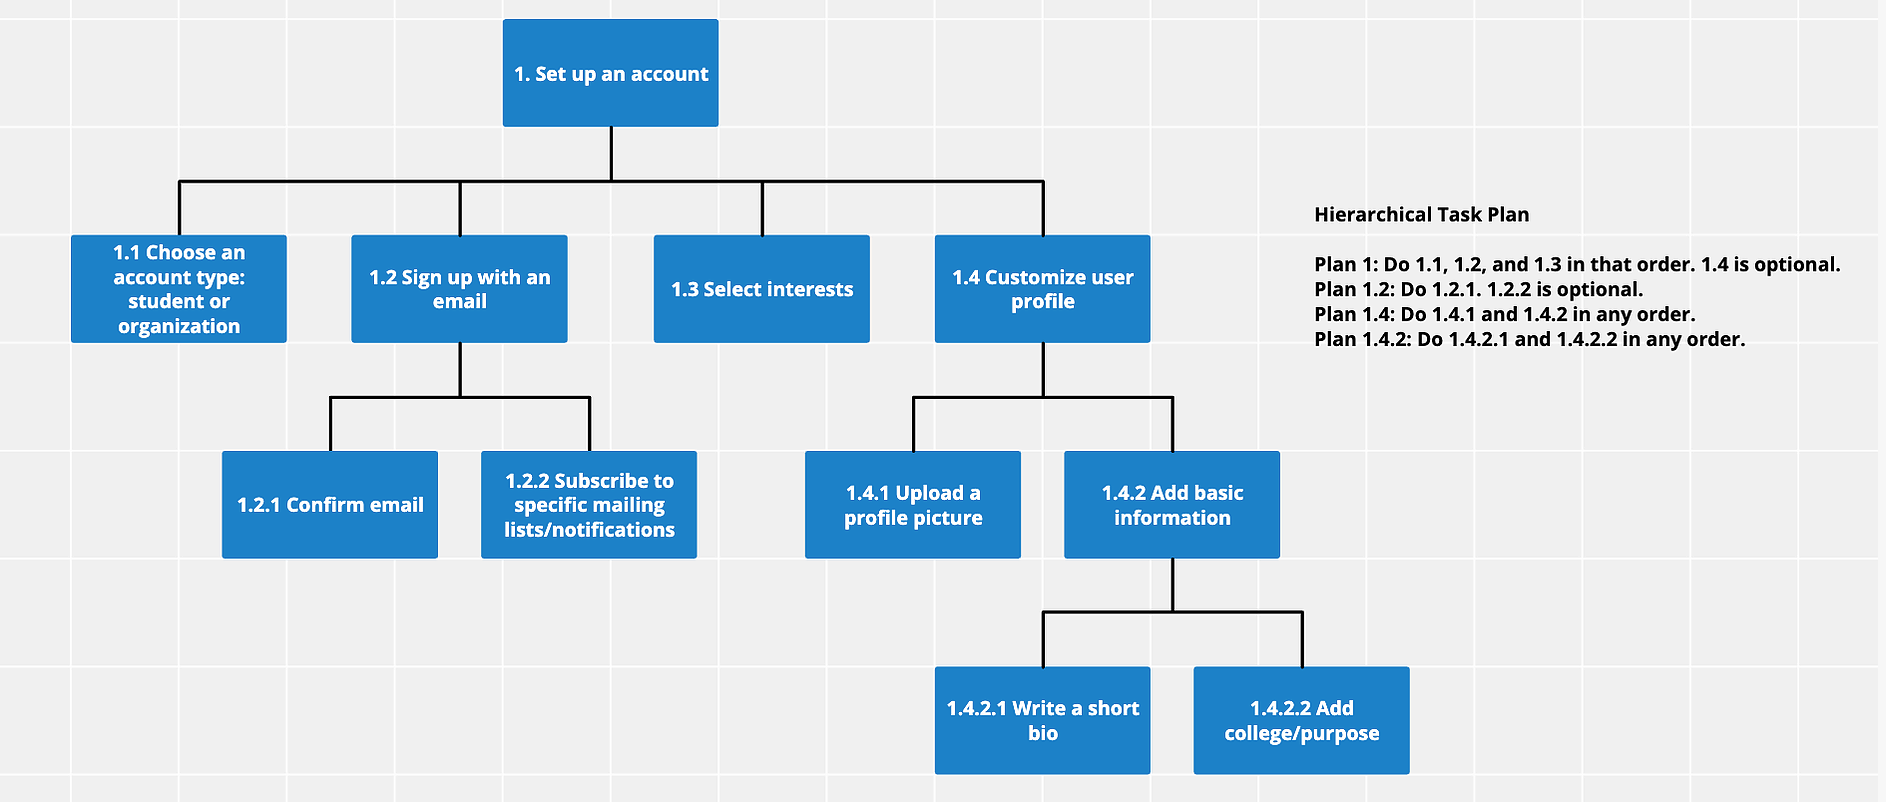 1. Set up an account
1.1 Choose an
account type:
student or
organization
1.2 Sign up with an
email
1.3 Select interests
1.4 Customize user
profile
Hierarchical Task Plan
Plan 1: Do 1.1, 1.2, and 1.3 in that order. 1.4 is optional.
Plan 1.2: Do 1.2.1. 1.2.2 is optional.
Plan 1.4: Do 1.4.1 and 1.4.2 in any order.
Plan 1.4.2: Do 1.4.2.1 and 1.4.2.2 in any order.
1.2.1 Confirm email
1.2.2 Subscribe to
specific mailing
lists/notifications
1.4.1 Upload a
profile picture
1.4.2 Add basic
information
1.4.2.1 Write a short
bio
1.4.2.2 Add
college/purpose